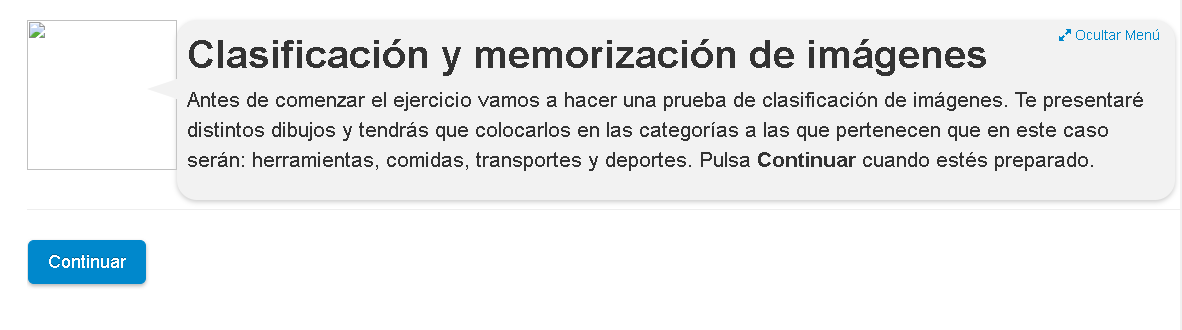 Ocultar Menú
Clasificación y memorización de imágenes
Antes de comenzar el ejercicio vamos a hacer una prueba de clasificación de imágenes. Te presentaré
distintos dibujos y tendrás que colocarlos en las categorías a las que pertenecen que en este caso
serán: herramientas, comidas, transportes y deportes. Pulsa Continuar cuando estés preparado.
Continuar